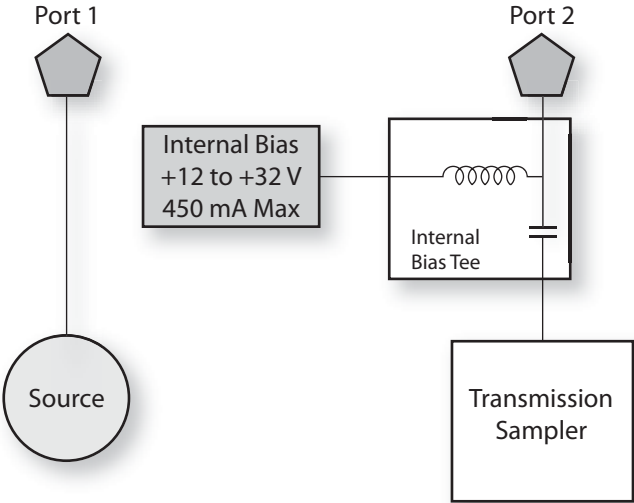 Port 1
Port 2
Internal Bias
+12 to +32 V
450 mA Max
Internal
Bias Tee
Source
Transmission
Sampler